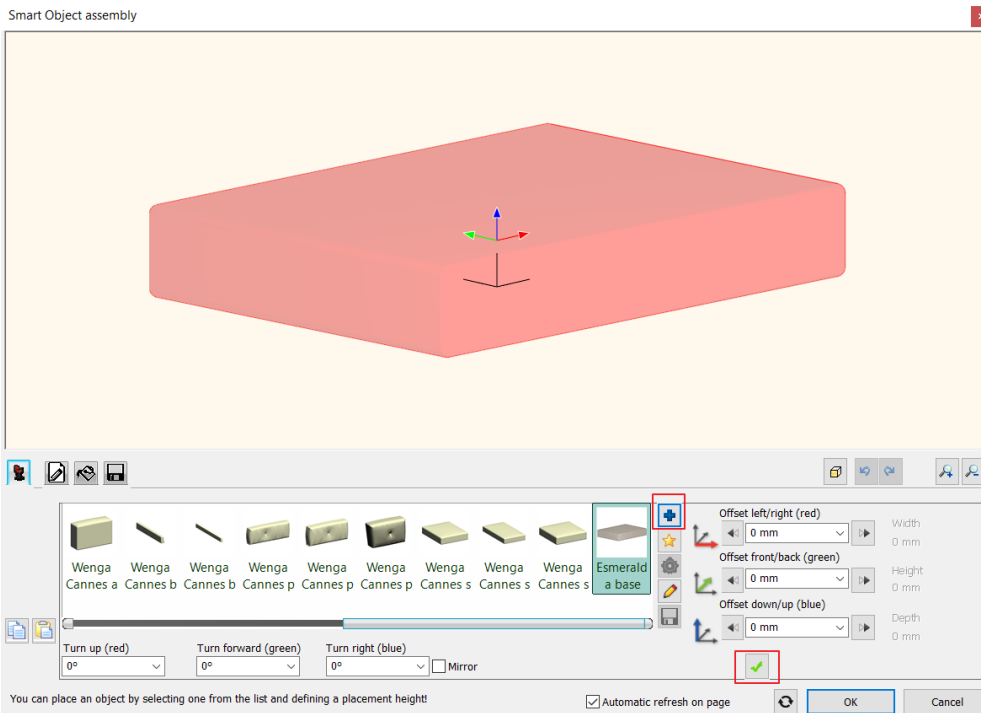 Smart Object assembly
Wenga Cannes a
Wenga Cannes b
Wenga Cannes b
Wenga Cannes p
Wenga Cannes p
Wenga Cannes p
Wenga Cannes s
Wenga Cannes s
Wenga Cannes s
Esmerald
a base
Offset left/right (red)
0 mm
Width
0 mm
Offset front/back (green)
0 mm
Height
0 mm
Offset down/up (blue)
0 mm
Depth
0 mm
Turn up (red)
0°
Turn forward (green)
0°
Turn right (blue)
0°
Mirror
You can place an object by selecting one from the list and defining a placement height!
Automatic refresh on page
OK
Cancel